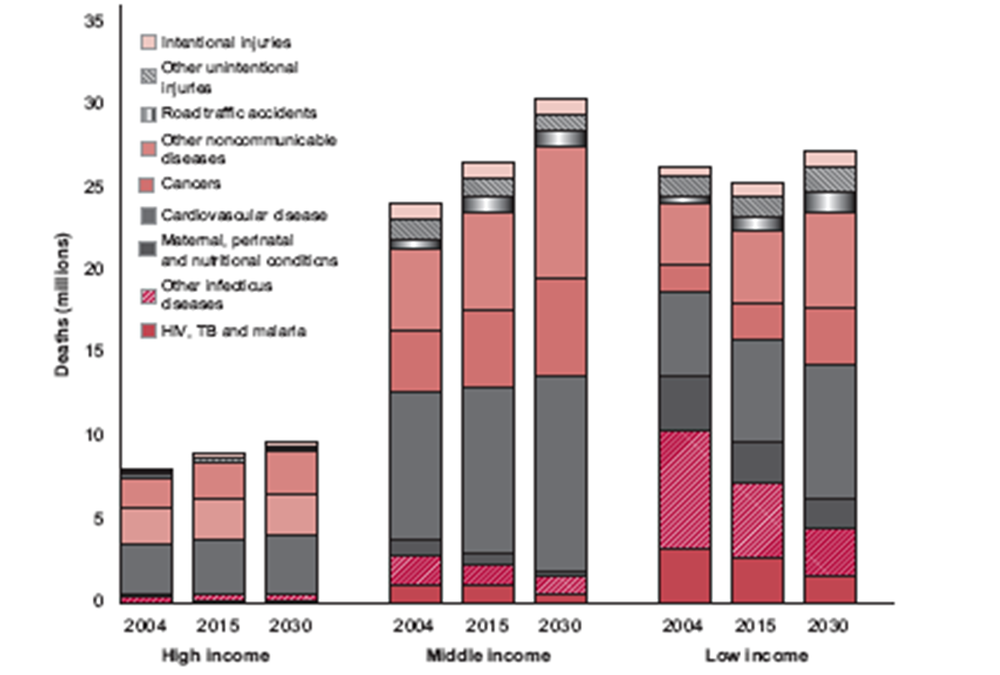 35
30
25
20
15
10
5
0
Deaths (millions)
Intentional injuries
Other unintentional
injuries
Road traffic accidents
Other noncommunicable
diseases
Cancers
Cardiovascular disease
Maternal, perinatal
and nutritional conditions
Other infectious
diseases
HIV, TB and malaria
2004 2015 2030 2004 2015 2030 2004 2015 2030
High income Middle income Low income